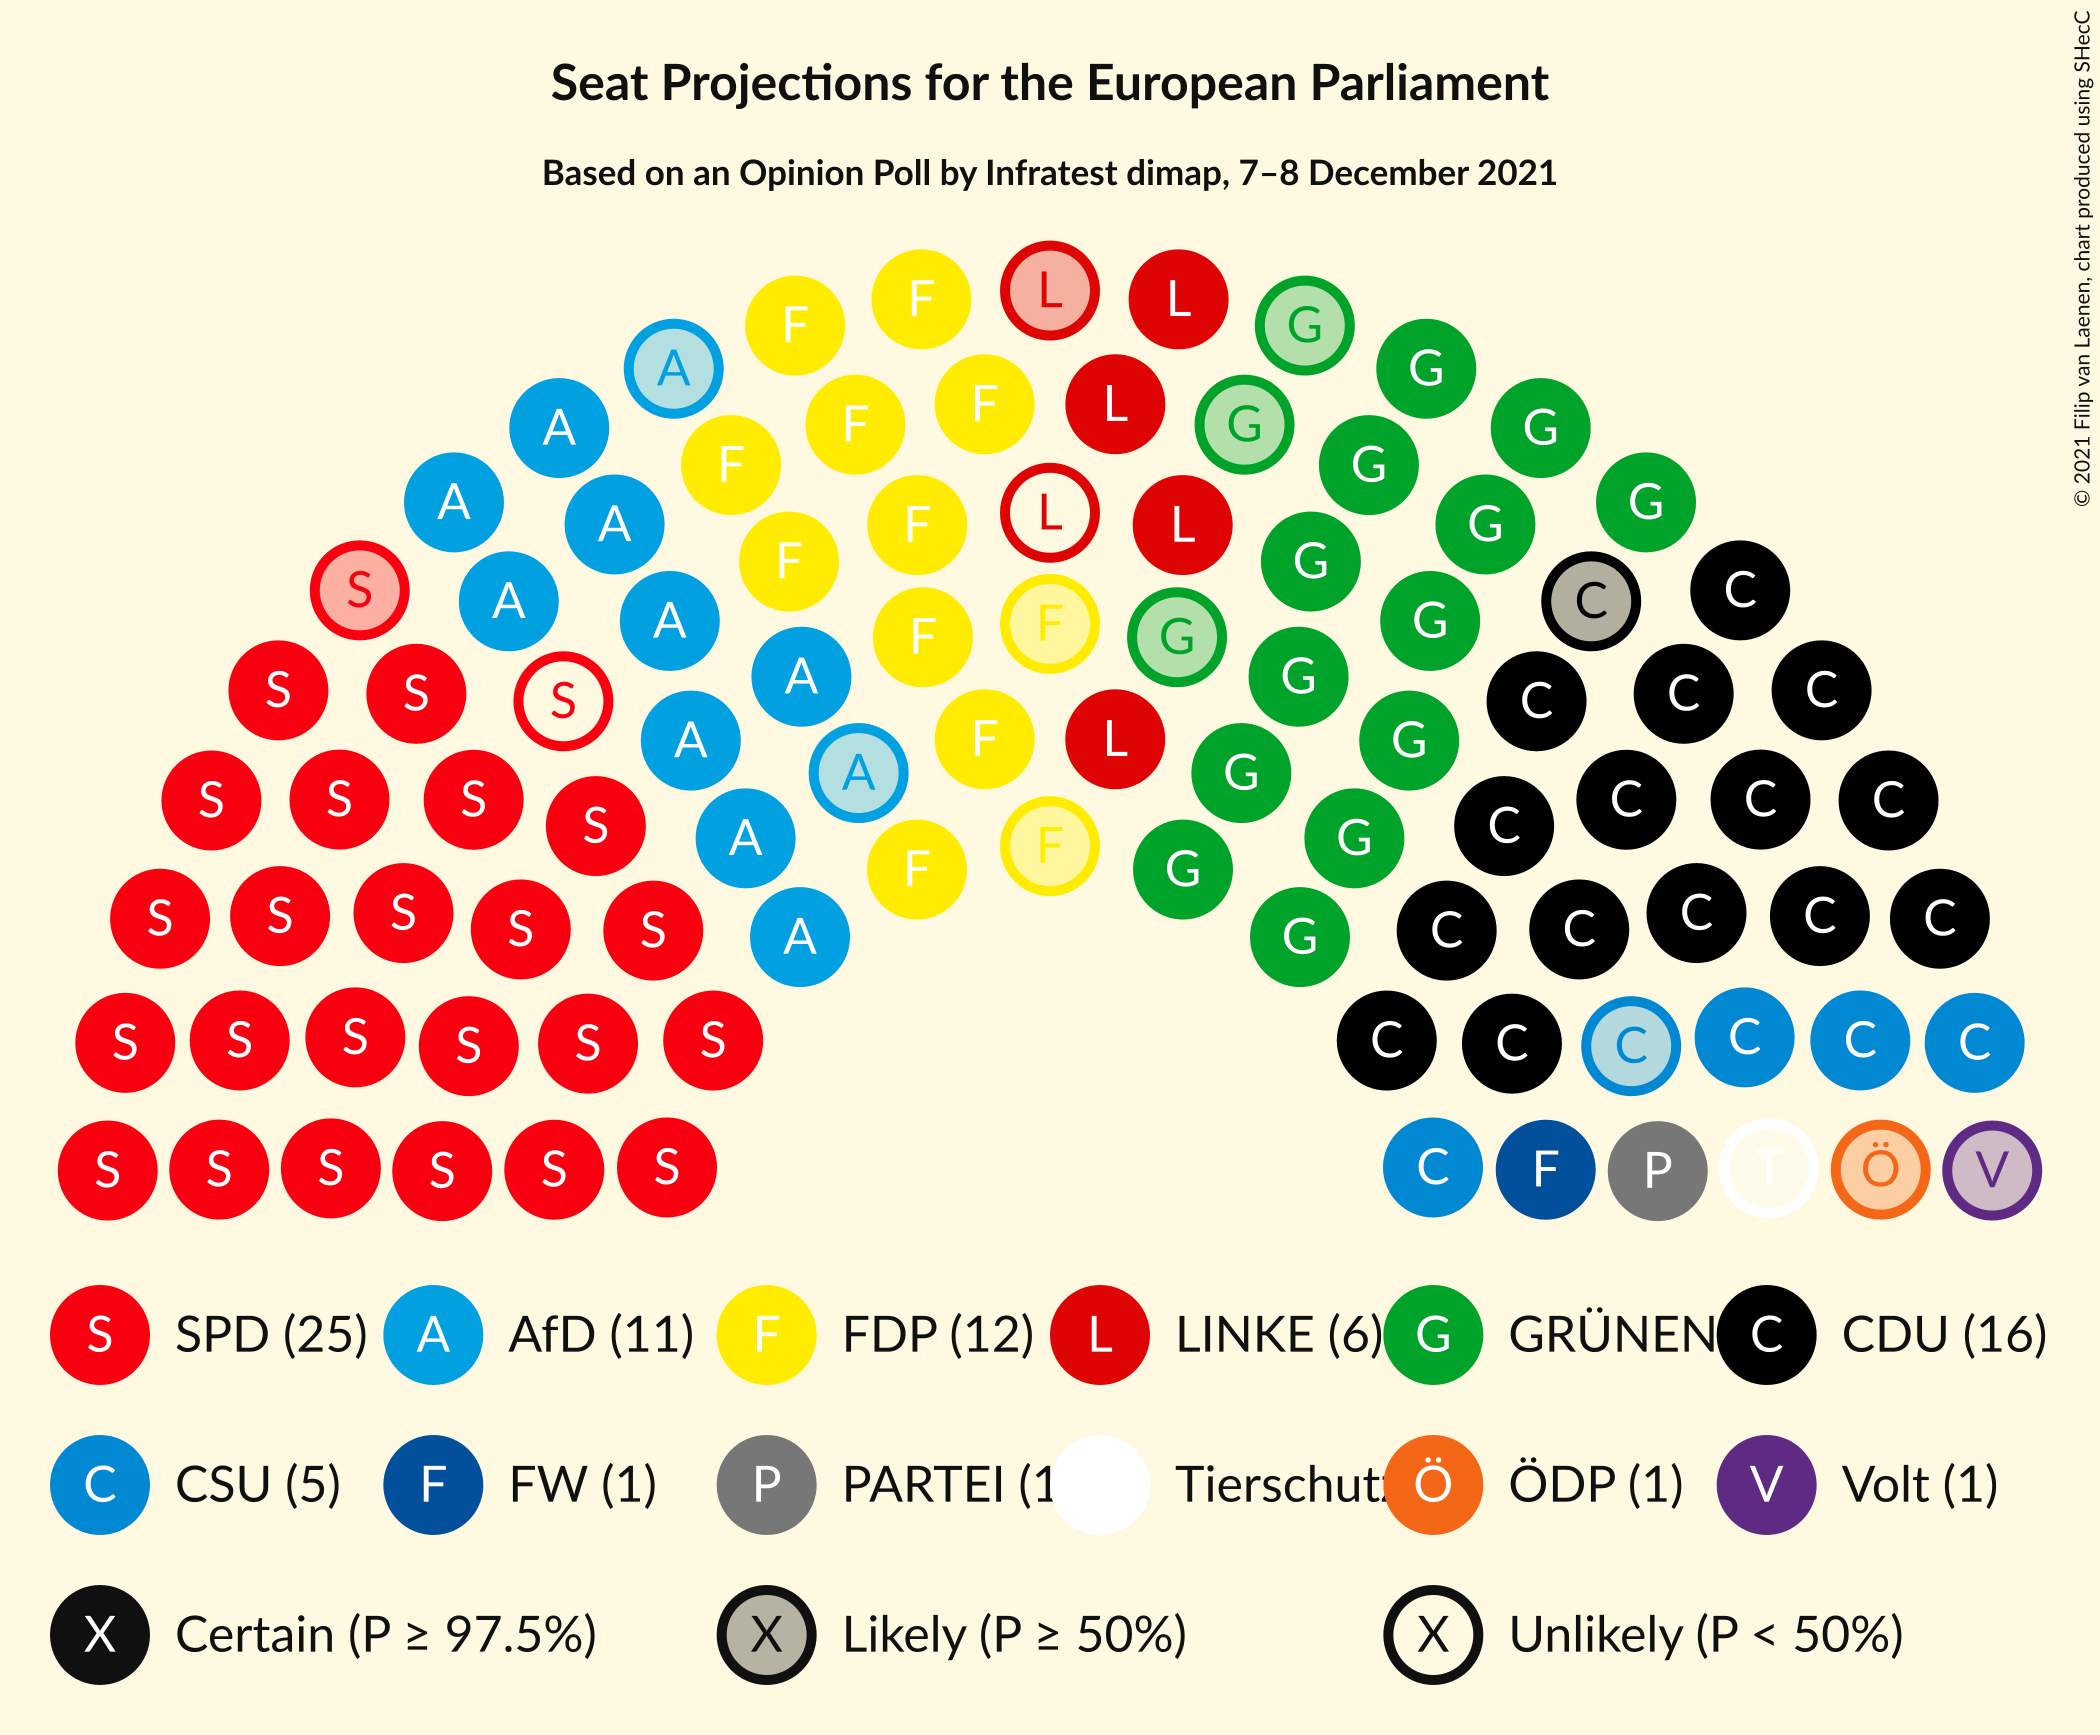 Seat Projections for the European Parliament
Based on an Opinion Poll by Infratest dimap, 7–8 December 2021
© 2021 Filip van Laenen, chart produced using SHecC
L
F L
F G
A G
F L
F G
A G
F G
A G
L
F L
A G
A G
F G
S C
A C
F G
A G
F
F G
A G
S C
S C
S C
A G
F L
A G
S C
S C
S C
S C
A G
F
F G
S C
S C
S C
S C
S C
A G
S C
S C
S C
S C
S C
S C
S S S S S S C F P T Ö V
S SPD (25) A AfD (11) F FDP (12) L LINKE (6) G GRÜNEN C CDU (16)
C CSU (5) F FW (1) P PARTEI (1 Tierschutz Ö ÖDP (1) V Volt (1)
X Certain (P ≥ 97.5%) X Likely (P ≥ 50%) X Unlikely (P < 50%)